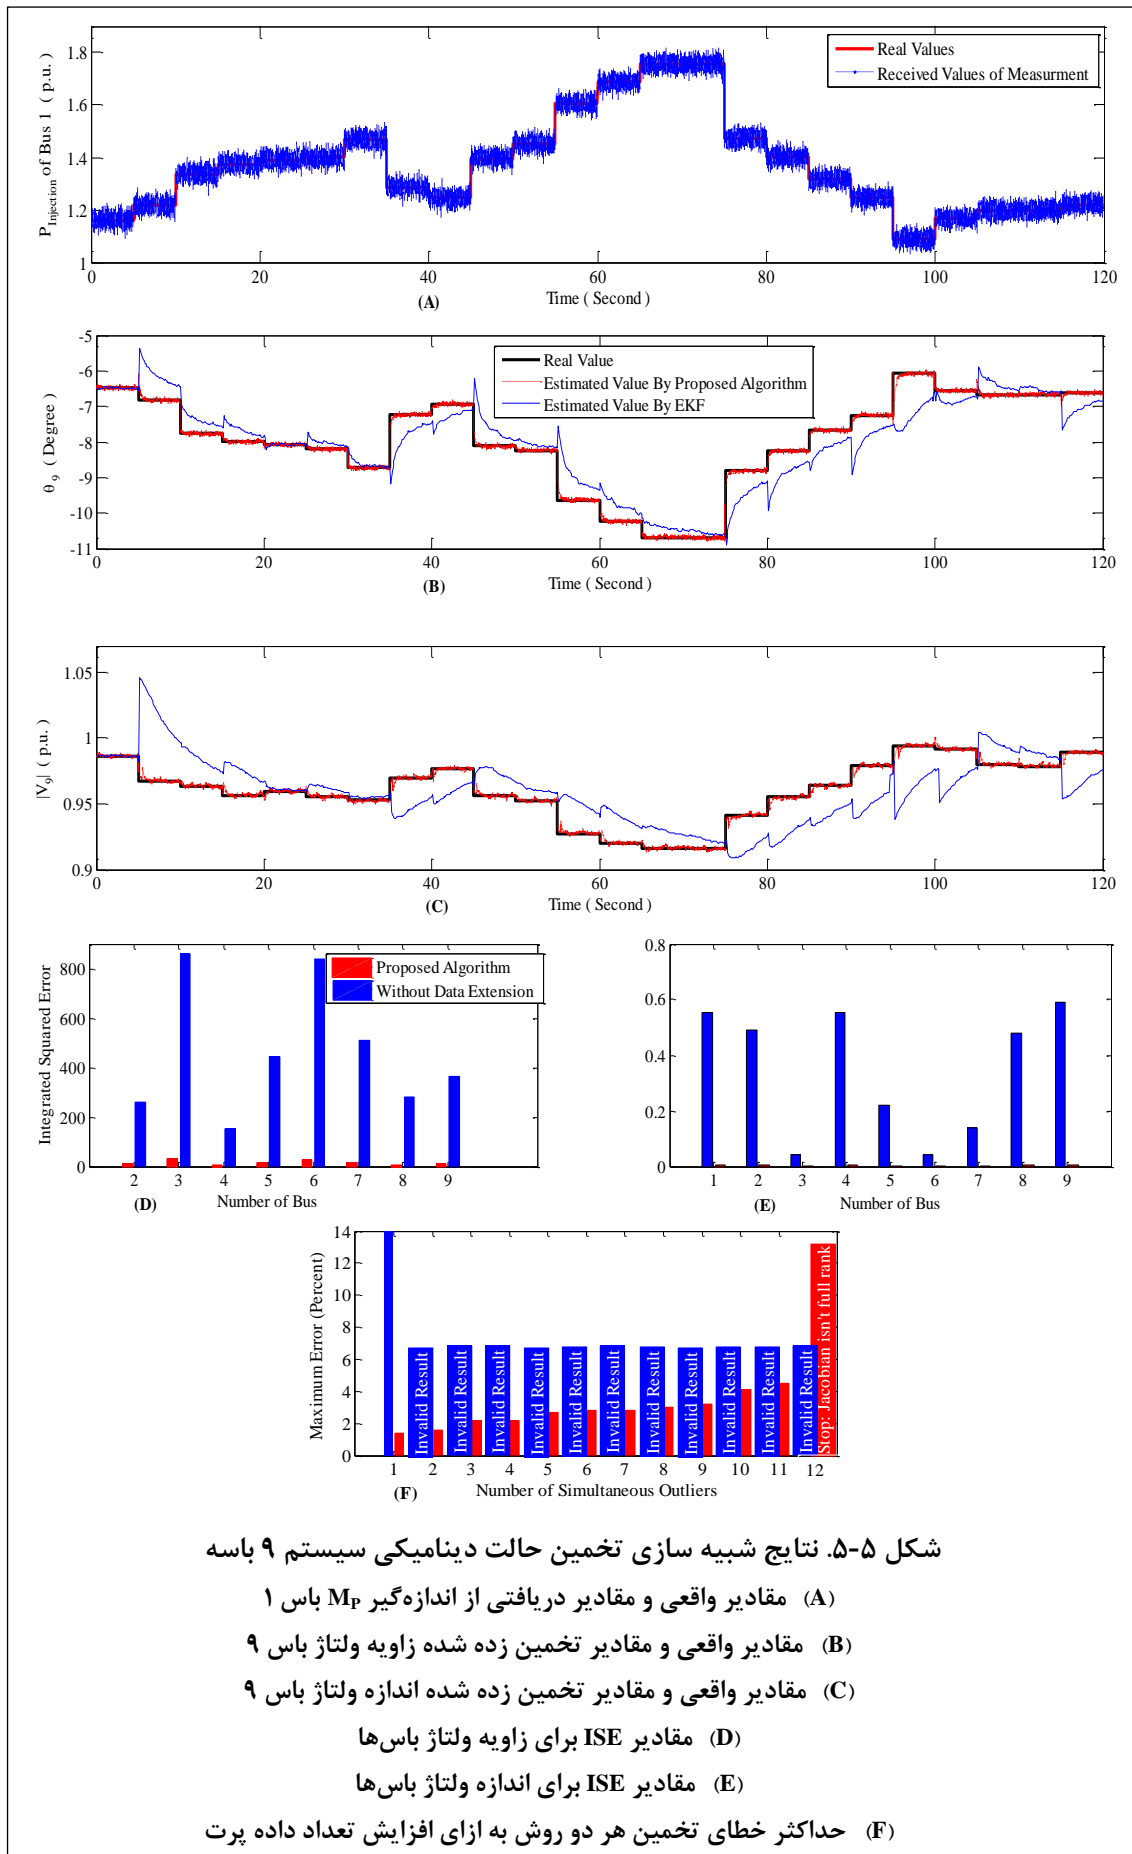 1.8
1.6
1.4
1.2
1
P Injection of Bus 1 ( p.u. )
Real Values
Received Values of Measurment
0 20 40 60 80 100 120
(A)
Time ( Second )
-5
-6
-7
-8
-9
-10
-11
θ 9 ( Degree )
Real Value
Estimated Value By Proposed Algorithm
Estimated Value By EKF
0 20 40 60 80 100 120
(B)
Time ( Second )
1.05
1
0.95
0.9
|V9| ( p.u. )
0 20 40 60 80 100 120
(C)
Time ( Second )
800
600
400
200
0
Integrated Squared Error
Proposed Algorithm
Without Data Extension
2 3 4 5 6 7 8 9
(D)
Number of Bus
0.8
0.6
0.4
0.2
0
1 2 3 4 5 6 7 8 9
(E)
Number of Bus
14
12
10
8
6
4
2
0
Maximum Error (Percent)
Invalid Result
Invalid Result
Invalid Result
Invalid Result
Invalid Result
Invalid Result
Invalid Result
Invalid Result
Invalid Result
Invalid Result
Invalid Result
Stop: Jacobian isn't full rank
1 2 3 4 5 6 7 8 9 10 11 12
(F)
Number of Simultaneous Outliers
شکل ۵-۵. نتایج شبیه سازی تخمین حالت دینامیکی سیستم ۹ باسه
(A) مقادیر واقعی و مقادیر دریافتی از اندازه‌گیر MP باس ۱
(B) مقادیر واقعی و مقادیر تخمین زده شده زاویه ولتاژ باس ۹
(C) مقادیر واقعی و مقادیر تخمین زده شده اندازه ولتاژ باس ۹
(D) مقادیر ISE برای زاویه ولتاژ باس‌ها
(E) مقادیر ISE برای اندازه ولتاژ باس‌ها
(F) حداکثر خطای تخمین هر دو روش به ازای افزایش تعداد داده پرت